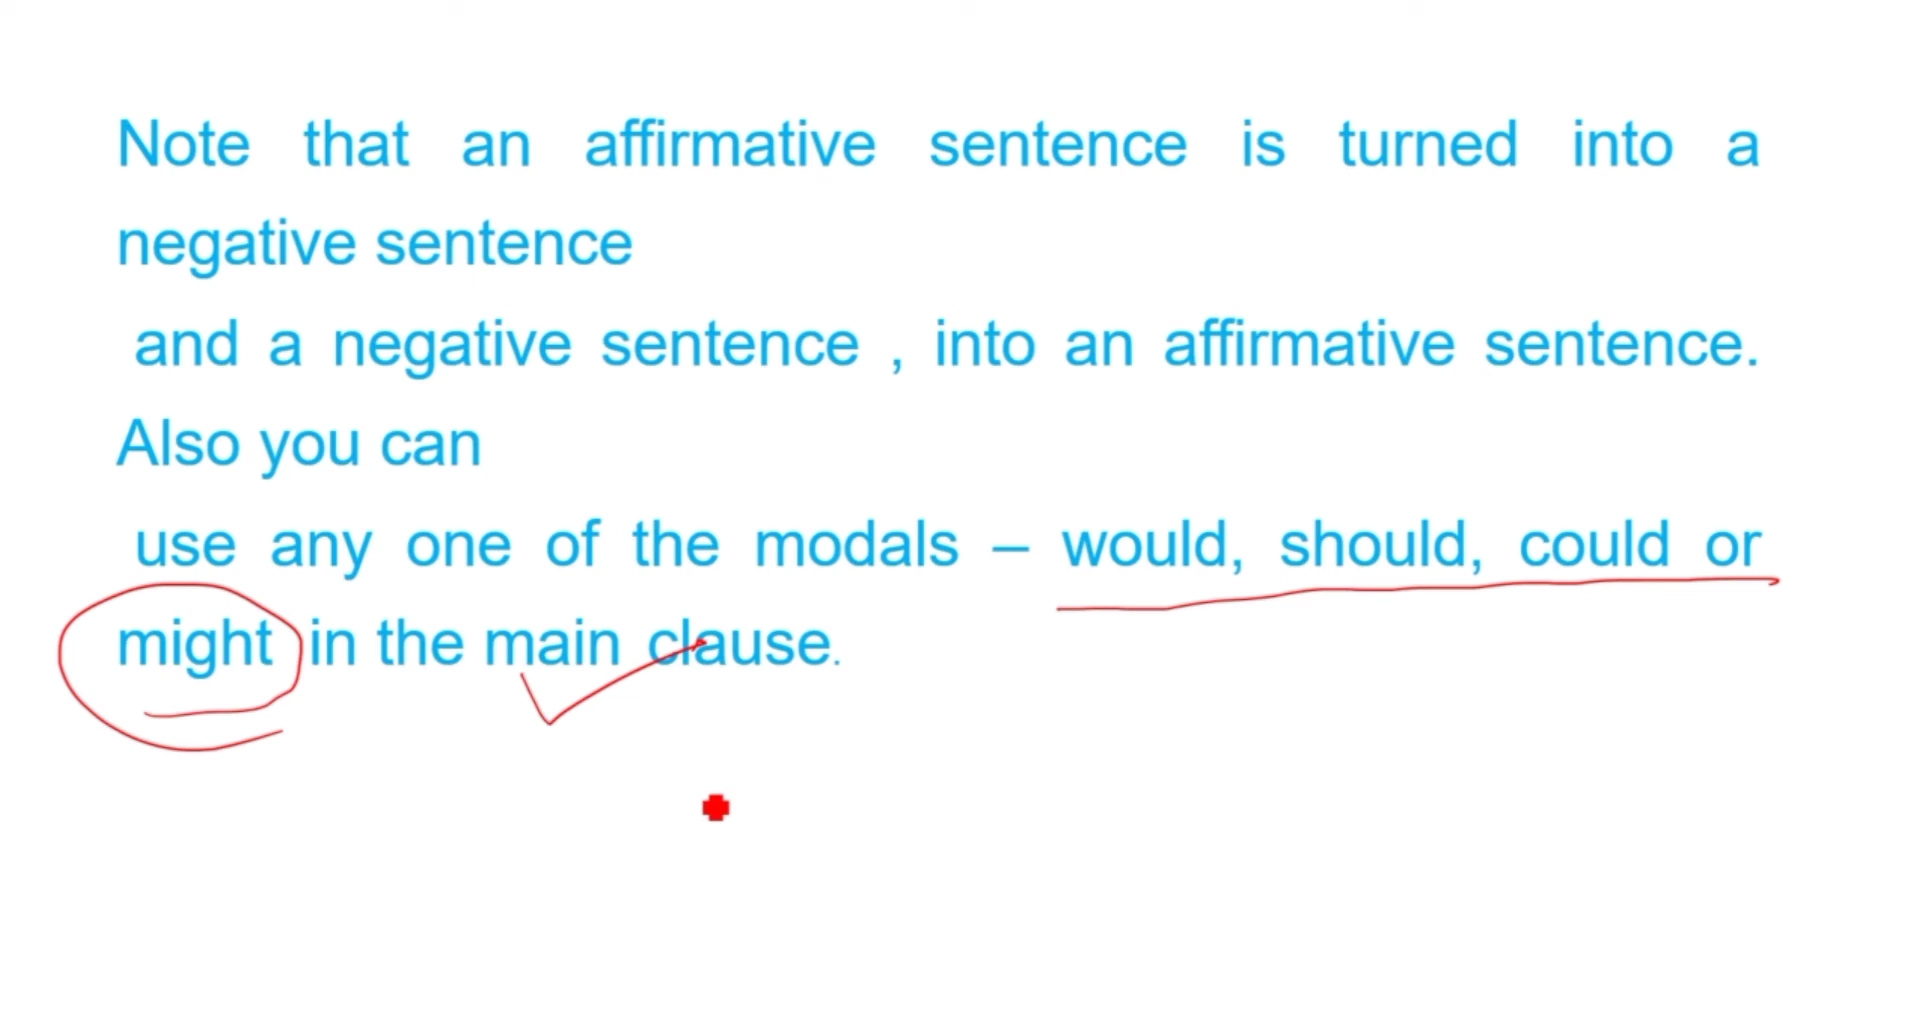 Note that an affirmative sentence is turned into a
negative sentence
and a negative sentence , into an affirmative sentence.
Also you can
use any one of the modals – would, should, could or
might in the main clause.